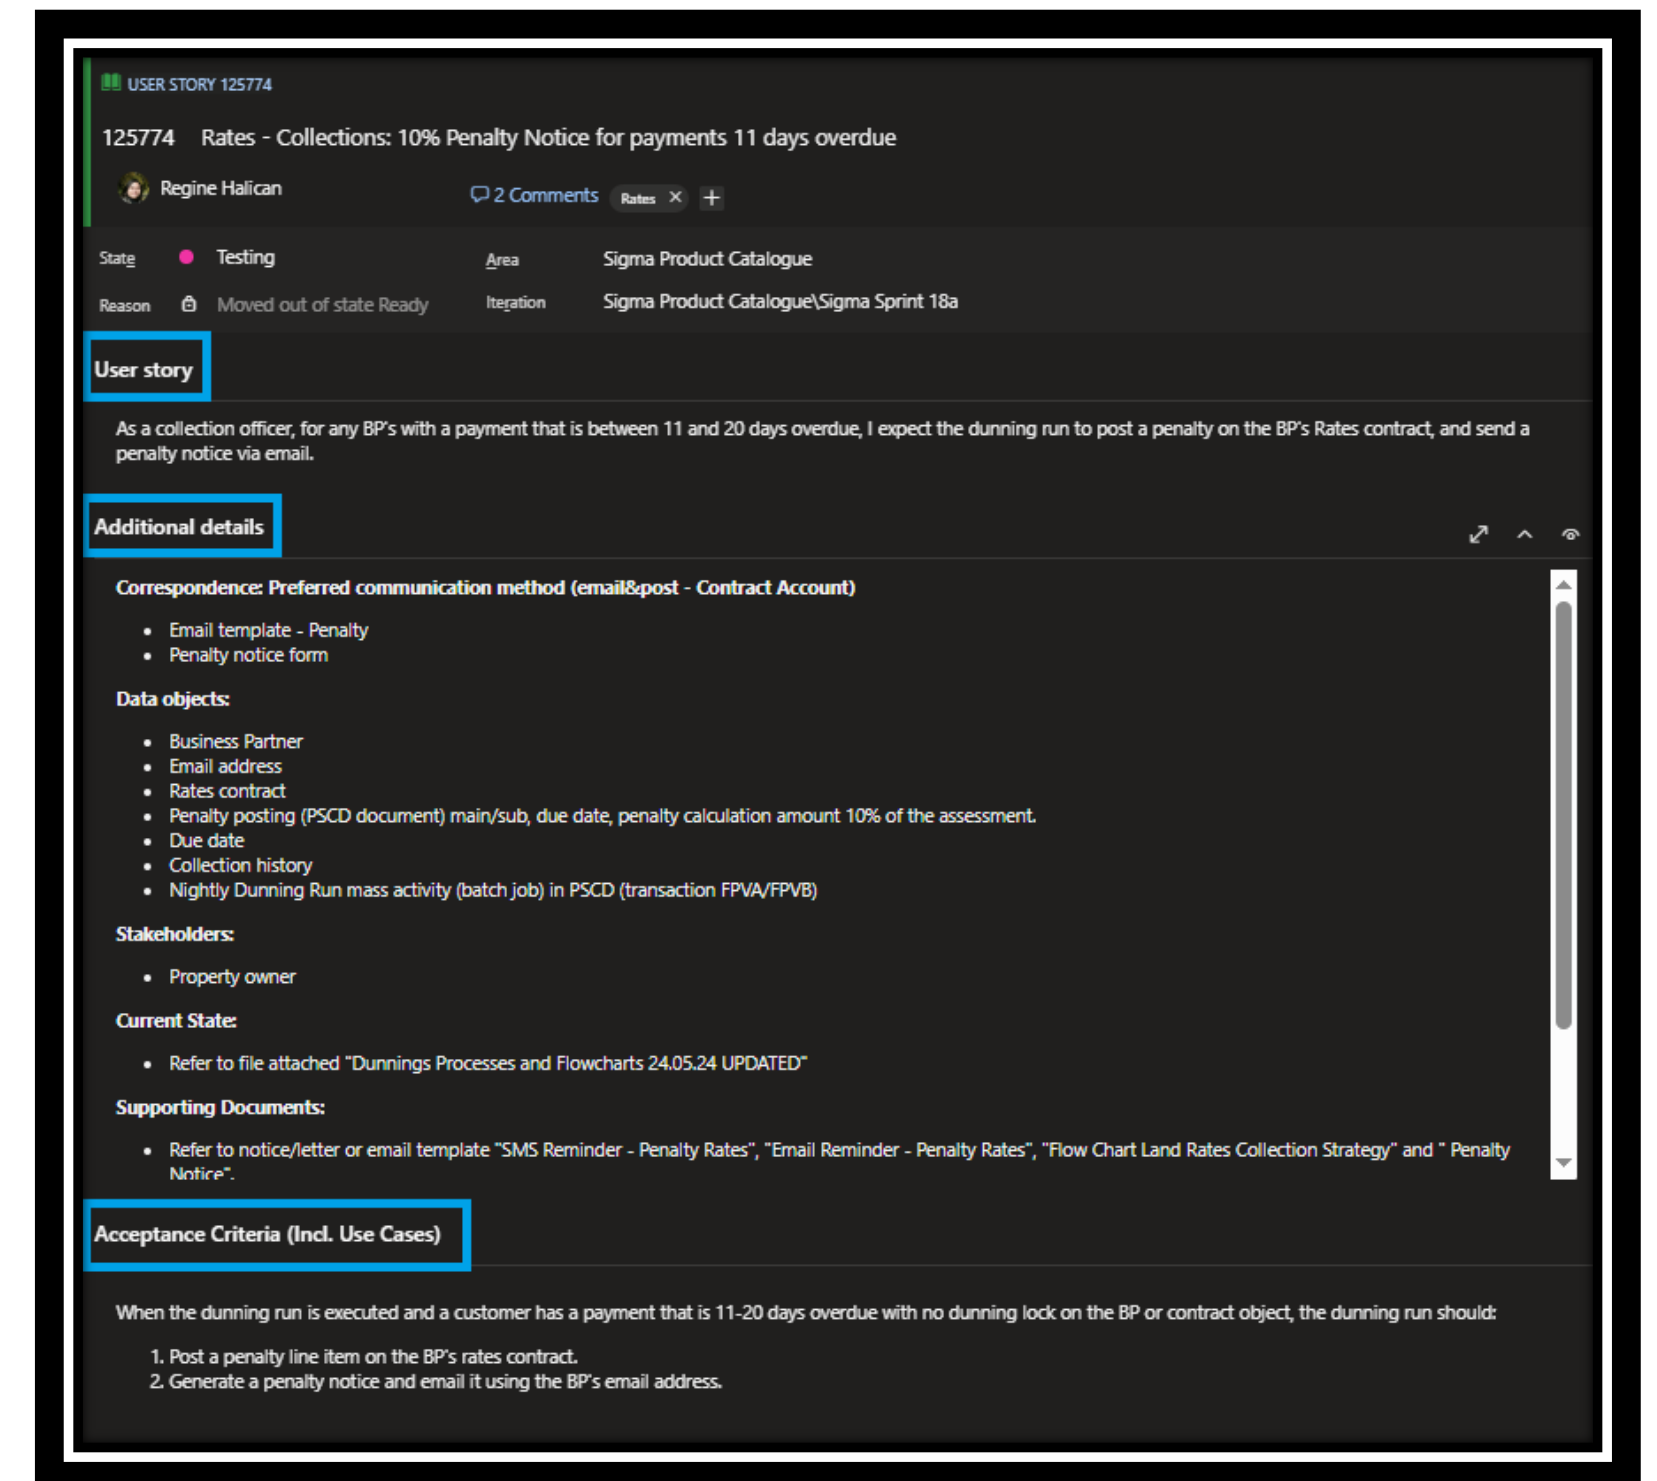 USER STORY 125774
125774 Rates - Collections: 10% Penalty Notice for payments 11 days overdue
Regine Halican
2 Comments
Rates
State
Testing
Area
Sigma Product Catalogue
Reason
Moved out of state Ready
Iteration
Sigma Product Catalogue\Sigma Sprint 18a
User story
As a collection officer, for any BP's with a payment that is between 11 and 20 days overdue, I expect the dunning run to post a penalty on the BP's Rates contract, and send a
penalty notice via email.
Additional details
Correspondence: Preferred communication method (email&post - Contract Account)
• Email template - Penalty
• Penalty notice form
Data objects:
• Business Partner
• Email address
• Rates contract
• Penalty posting (PSCD document) main/sub, due date, penalty calculation amount 10% of the assessment.
• Due date
• Collection history
• Nightly Dunning Run mass activity (batch job) in PSCD (transaction FPVA/FPVB)
Stakeholders:
• Property owner
Current State:
• Refer to file attached "Dunnings Processes and Flowcharts 24.05.24 UPDATED"
Supporting Documents:
• Refer to notice/letter or email template "SMS Reminder - Penalty Rates", "Email Reminder - Penalty Rates", "Flow Chart Land Rates Collection Strategy" and " Penalty
Notice".
Acceptance Criteria (Incl. Use Cases)
When the dunning run is executed and a customer has a payment that is 11-20 days overdue with no dunning lock on the BP or contract object, the dunning run should:
1. Post a penalty line item on the BP's rates contract.
2. Generate a penalty notice and email it using the BP's email address.